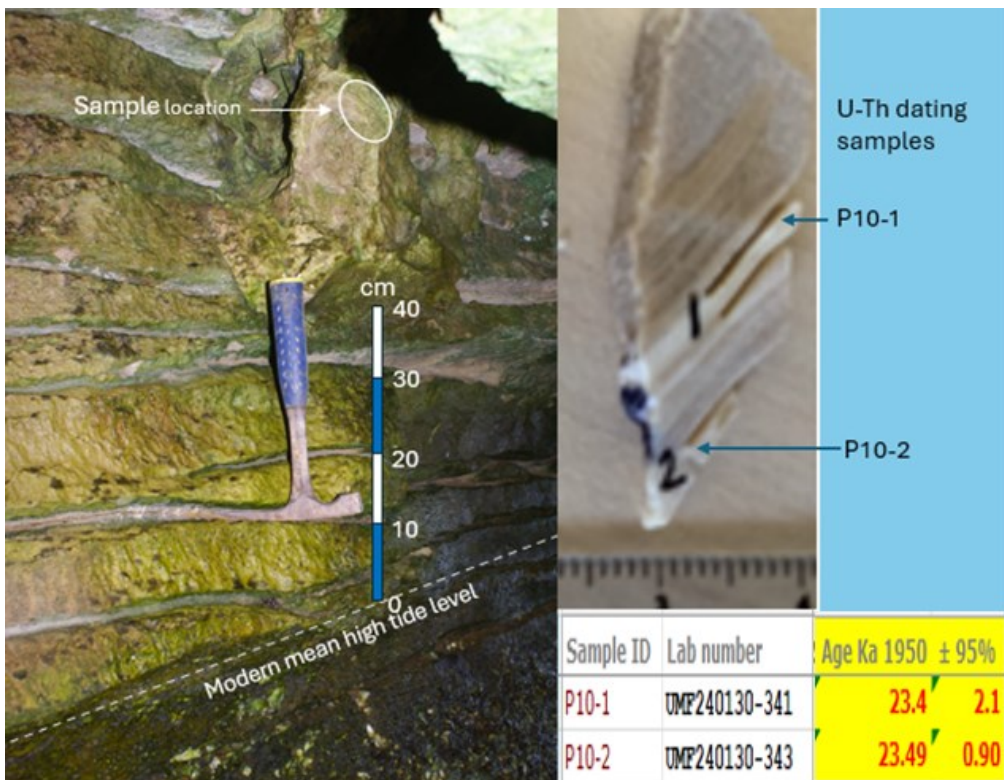 Sample location
cm
40
30
20
10
0
Modern mean high tide level
1
2
U-Th dating
samples
P10-1
P10-2
Sample ID Lab number Age Ka 1950 ± 95%
P10-1 UMF240130-341 23.4 2.1
P10-2 UMF240130-343 23.49 0.90